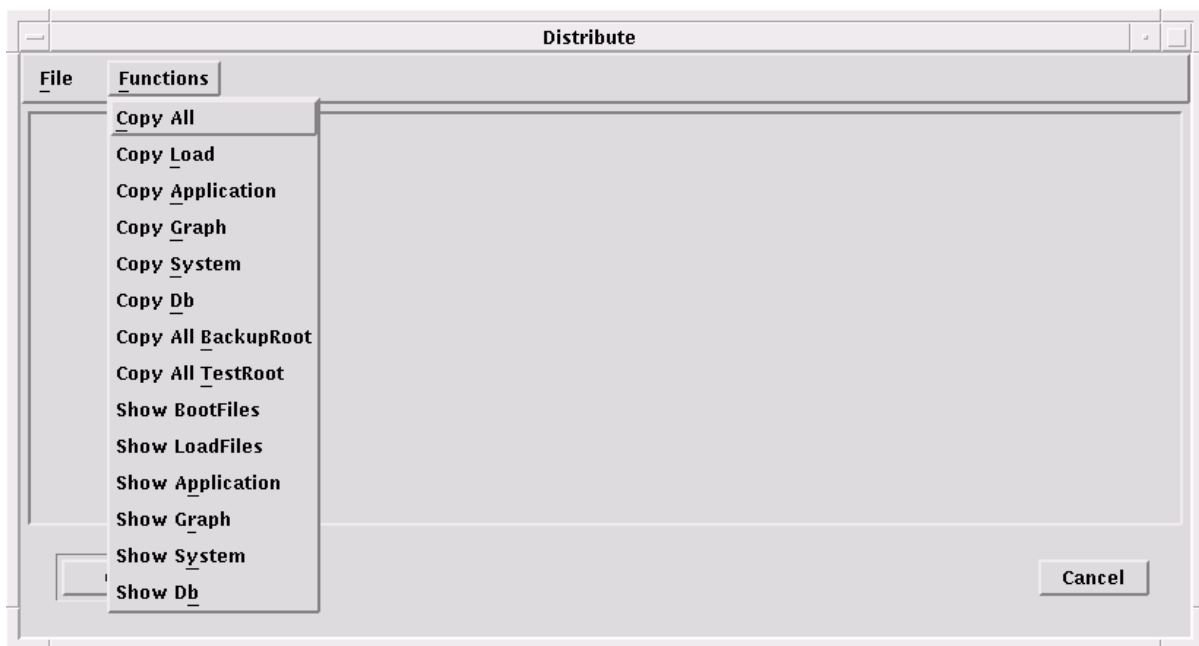 Distribute
File Functions
Copy All
Copy Load
Copy Application
Copy Graph
Copy System
Copy Db
Copy All BackupRoot
Copy All TestRoot
Show BootFiles
Show LoadFiles
Show Application
Show Graph
Show System
Show Db
Cancel